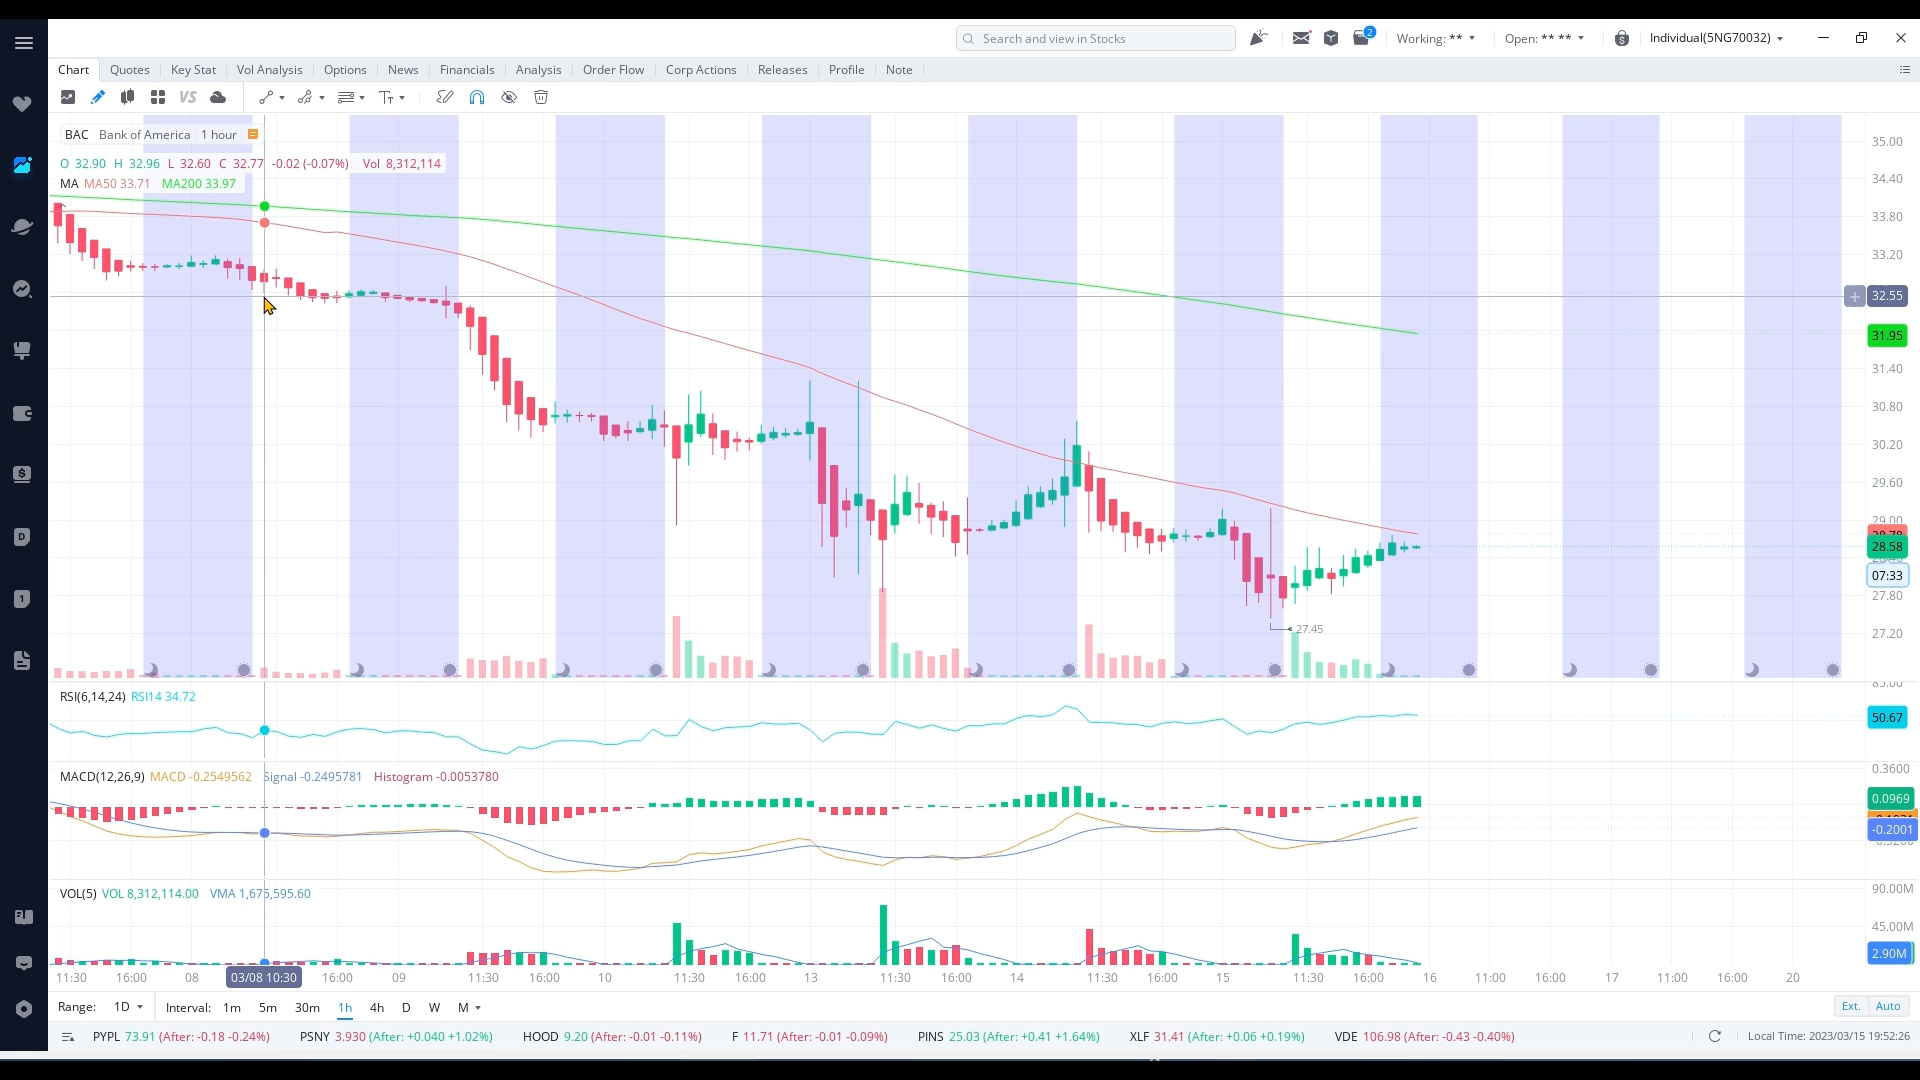 Search and view in Stocks
2
Working: ** Open: ** ** Individual(5NG70032)
Chart Quotes Key Stat Vol Analysis Options News Financials Analysis Order Flow Corp Actions Releases Profile Note
VS Tт
BAC Bank of America 1 hour
O 32.90 H 32.96 L 32.60 C 32.77 -0.02 (-0.07%) Vol 8,312,114
MA MA50 33.71 MA200 33.97
35.00
34.40
33.80
33.20
32.55
31.95
31.40
30.80
30.20
29.60
29.00
28.58
07:33
27.80
27.20
27.45
RSI(6,14,24) RSI14 34.72
85.00
50.67
MACD(12,26,9) MACD -0.2549562 Signal -0.2495781 Histogram -0.0053780
0.3600
0.0969
-0.2001
VOL(5) VOL 8,312,114.00 VMA 1,675,595.60
90.00M
45.00M
2.90M
11:30 16:00 08 03/08 10:30 16:00 09 11:30 16:00 10 11:30 16:00 13 11:30 16:00 14 11:30 16:00 15 11:30 16:00 16 11:00 16:00 17 11:00 16:00 20
Range: 1D Interval: 1m 5m 30m 1h 4h D W M Ext. Auto
PYPL 73.91 (After: -0.18 -0.24%) PSNY 3.930 (After: +0.040 +1.02%) HOOD 9.20 (After: -0.01 -0.11%) F 11.71 (After: -0.01 -0.09%) PINS 25.03 (After: +0.41 +1.64%) XLF 31.41 (After: +0.06 +0.19%) VDE 106.98 (After: -0.43 -0.40%) Local Time: 2023/03/15 19:52:26